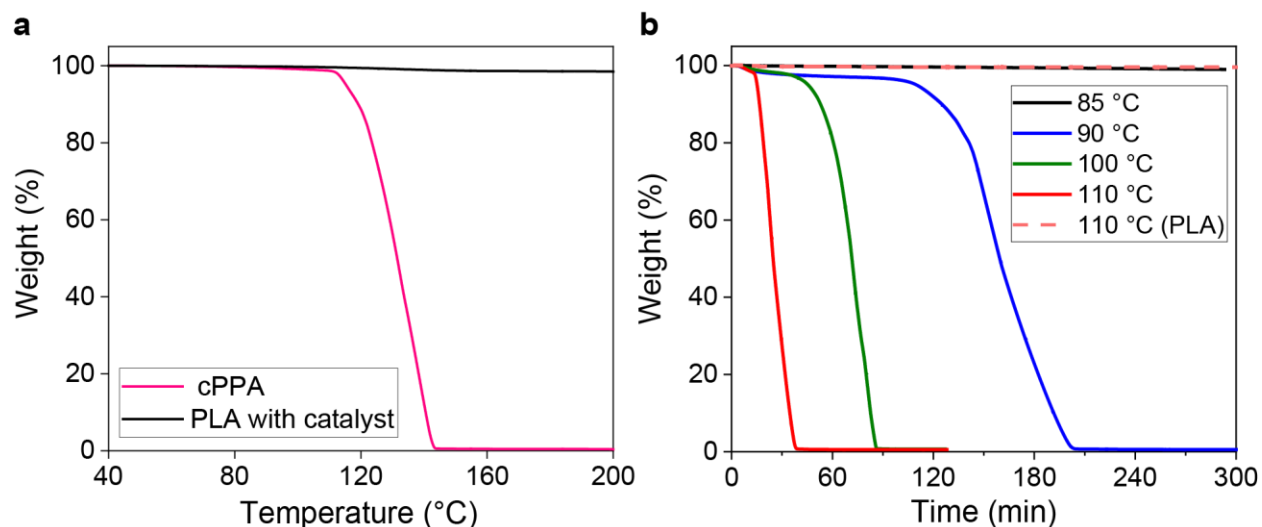 a
100
80
60
40
20
0
Weight (%)
cPPA
PLA with catalyst
40
80
120
160
200
Temperature (°C)
b
100
80
60
40
20
0
Weight (%)
85 °C
90 °C
100 °C
110 °C
110 °C (PLA)
0
60
120
180
240
300
Time (min)